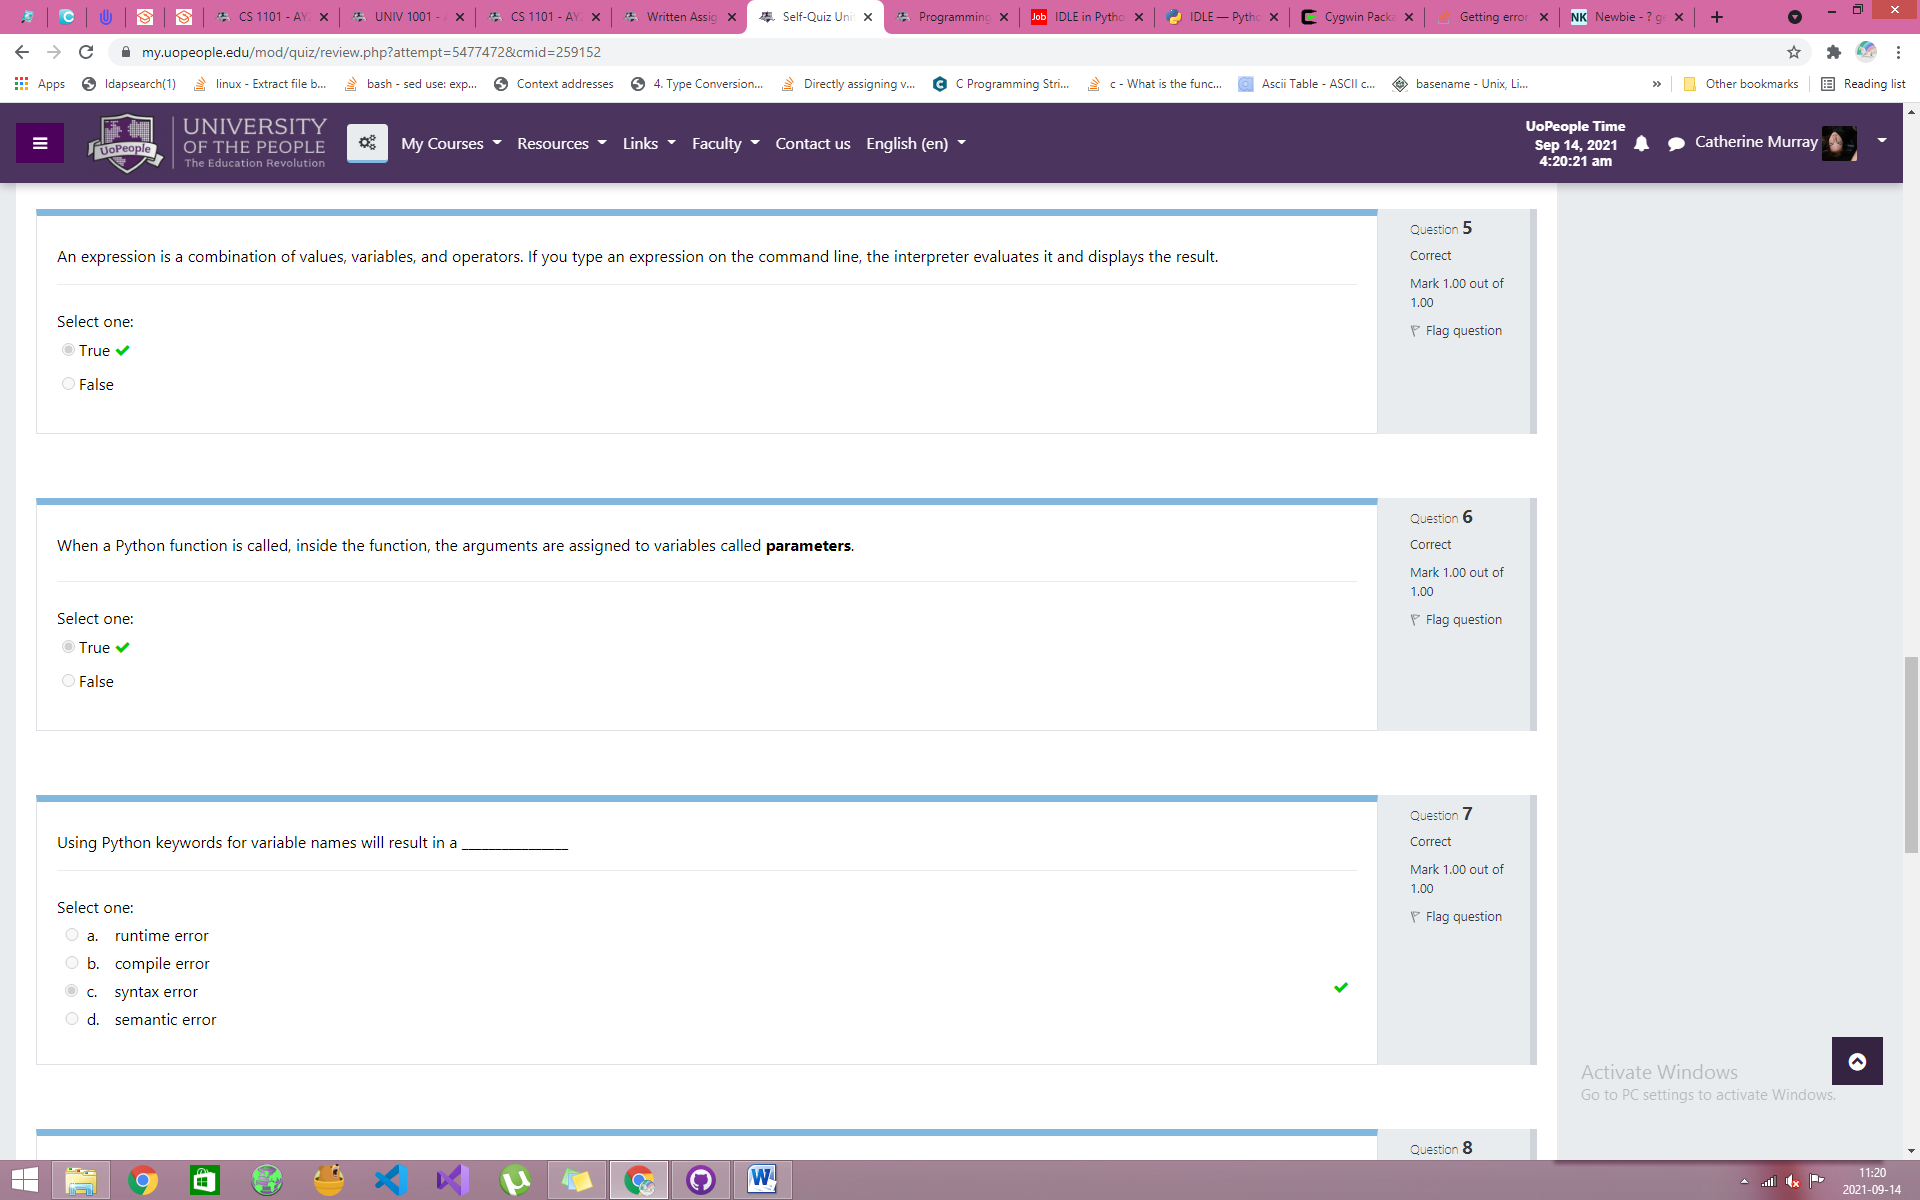 CS 1101 - AY
UNIV 1001 -
CS 1101 - AY
Written Assig
Self-Quiz Uni
Programming
Job IDLE in Pytho
IDLE — Pytho
Cygwin Packa
Getting error
NK Newbie - ? ge
my.uopeople.edu/mod/quiz/review.php?attempt=5477472&cmid=259152
Apps
ldapsearch(1)
linux - Extract file b...
bash - sed use: exp...
Context addresses
4. Type Conversion...
Directly assigning v...
C Programming Stri...
c - What is the func...
Ascii Table - ASCII c...
basename - Unix, Li...
»
Other bookmarks
Reading list
UoPeople
UNIVERSITY
OF THE PEOPLE
The Education Revolution
My Courses
Resources
Links
Faculty
Contact us
English (en)
UoPeople Time
Sep 14, 2021
4:20:21 am
Catherine Murray
An expression is a combination of values, variables, and operators. If you type an expression on the command line, the interpreter evaluates it and displays the result.
Select one:
True
False
Question 5
Correct
Mark 1.00 out of
1.00
Flag question
When a Python function is called, inside the function, the arguments are assigned to variables called parameters.
Select one:
True
False
Question 6
Correct
Mark 1.00 out of
1.00
Flag question
Using Python keywords for variable names will result in a ________________
Select one:
a. runtime error
b. compile error
c. syntax error
d. semantic error
Question 7
Correct
Mark 1.00 out of
1.00
Flag question
Question 8
Activate Windows
Go to PC settings to activate Windows.
11:20
2021-09-14